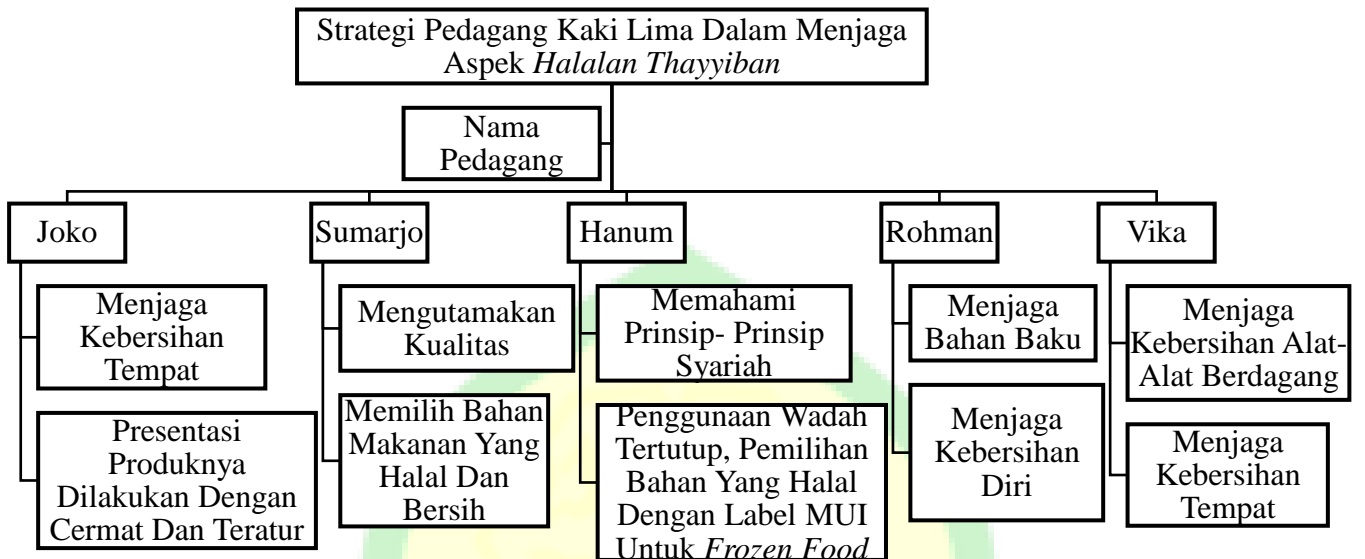 Strategi Pedagang Kaki Lima Dalam Menjaga
Aspek Halalan Thayyiban
Nama
Pedagang
Joko
Menjaga
Kebersihan
Tempat
Presentasi
Produknya
Dilakukan Dengan
Cermat Dan Teratur
Sumarjo
Mengutamakan
Kualitas
Memilih Bahan
Makanan Yang
Halal Dan
Bersih
Hanum
Memahami
Prinsip- Prinsip
Syariah
Penggunaan Wadah
Tertutup, Pemilihan
Bahan Yang Halal
Dengan Label MUI
Untuk Frozen Food
Rohman
Menjaga
Bahan Baku
Menjaga
Kebersihan
Diri
Vika
Menjaga
Kebersihan Alat-
Alat Berdagang
Menjaga
Kebersihan
Tempat